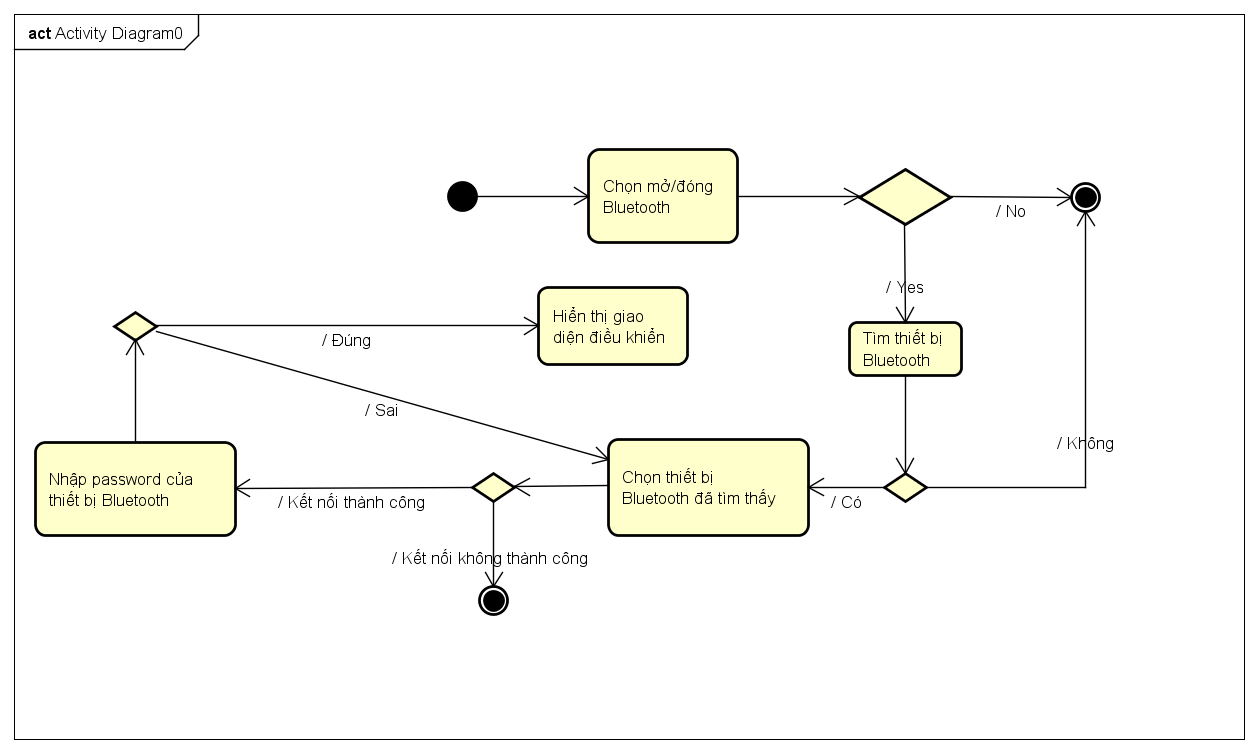 act Activity Diagram0
Chọn mở/đóng
Bluetooth
/ No
/ Yes
Hiển thị giao
diện điều khiển
/ Đúng
Tìm thiết bị
Bluetooth
/ Sai
/ Không
Nhập password của
thiết bị Bluetooth
/ Kết nối thành công
Chọn thiết bị
Bluetooth đã tìm thấy
/ Có
/ Kết nối không thành công